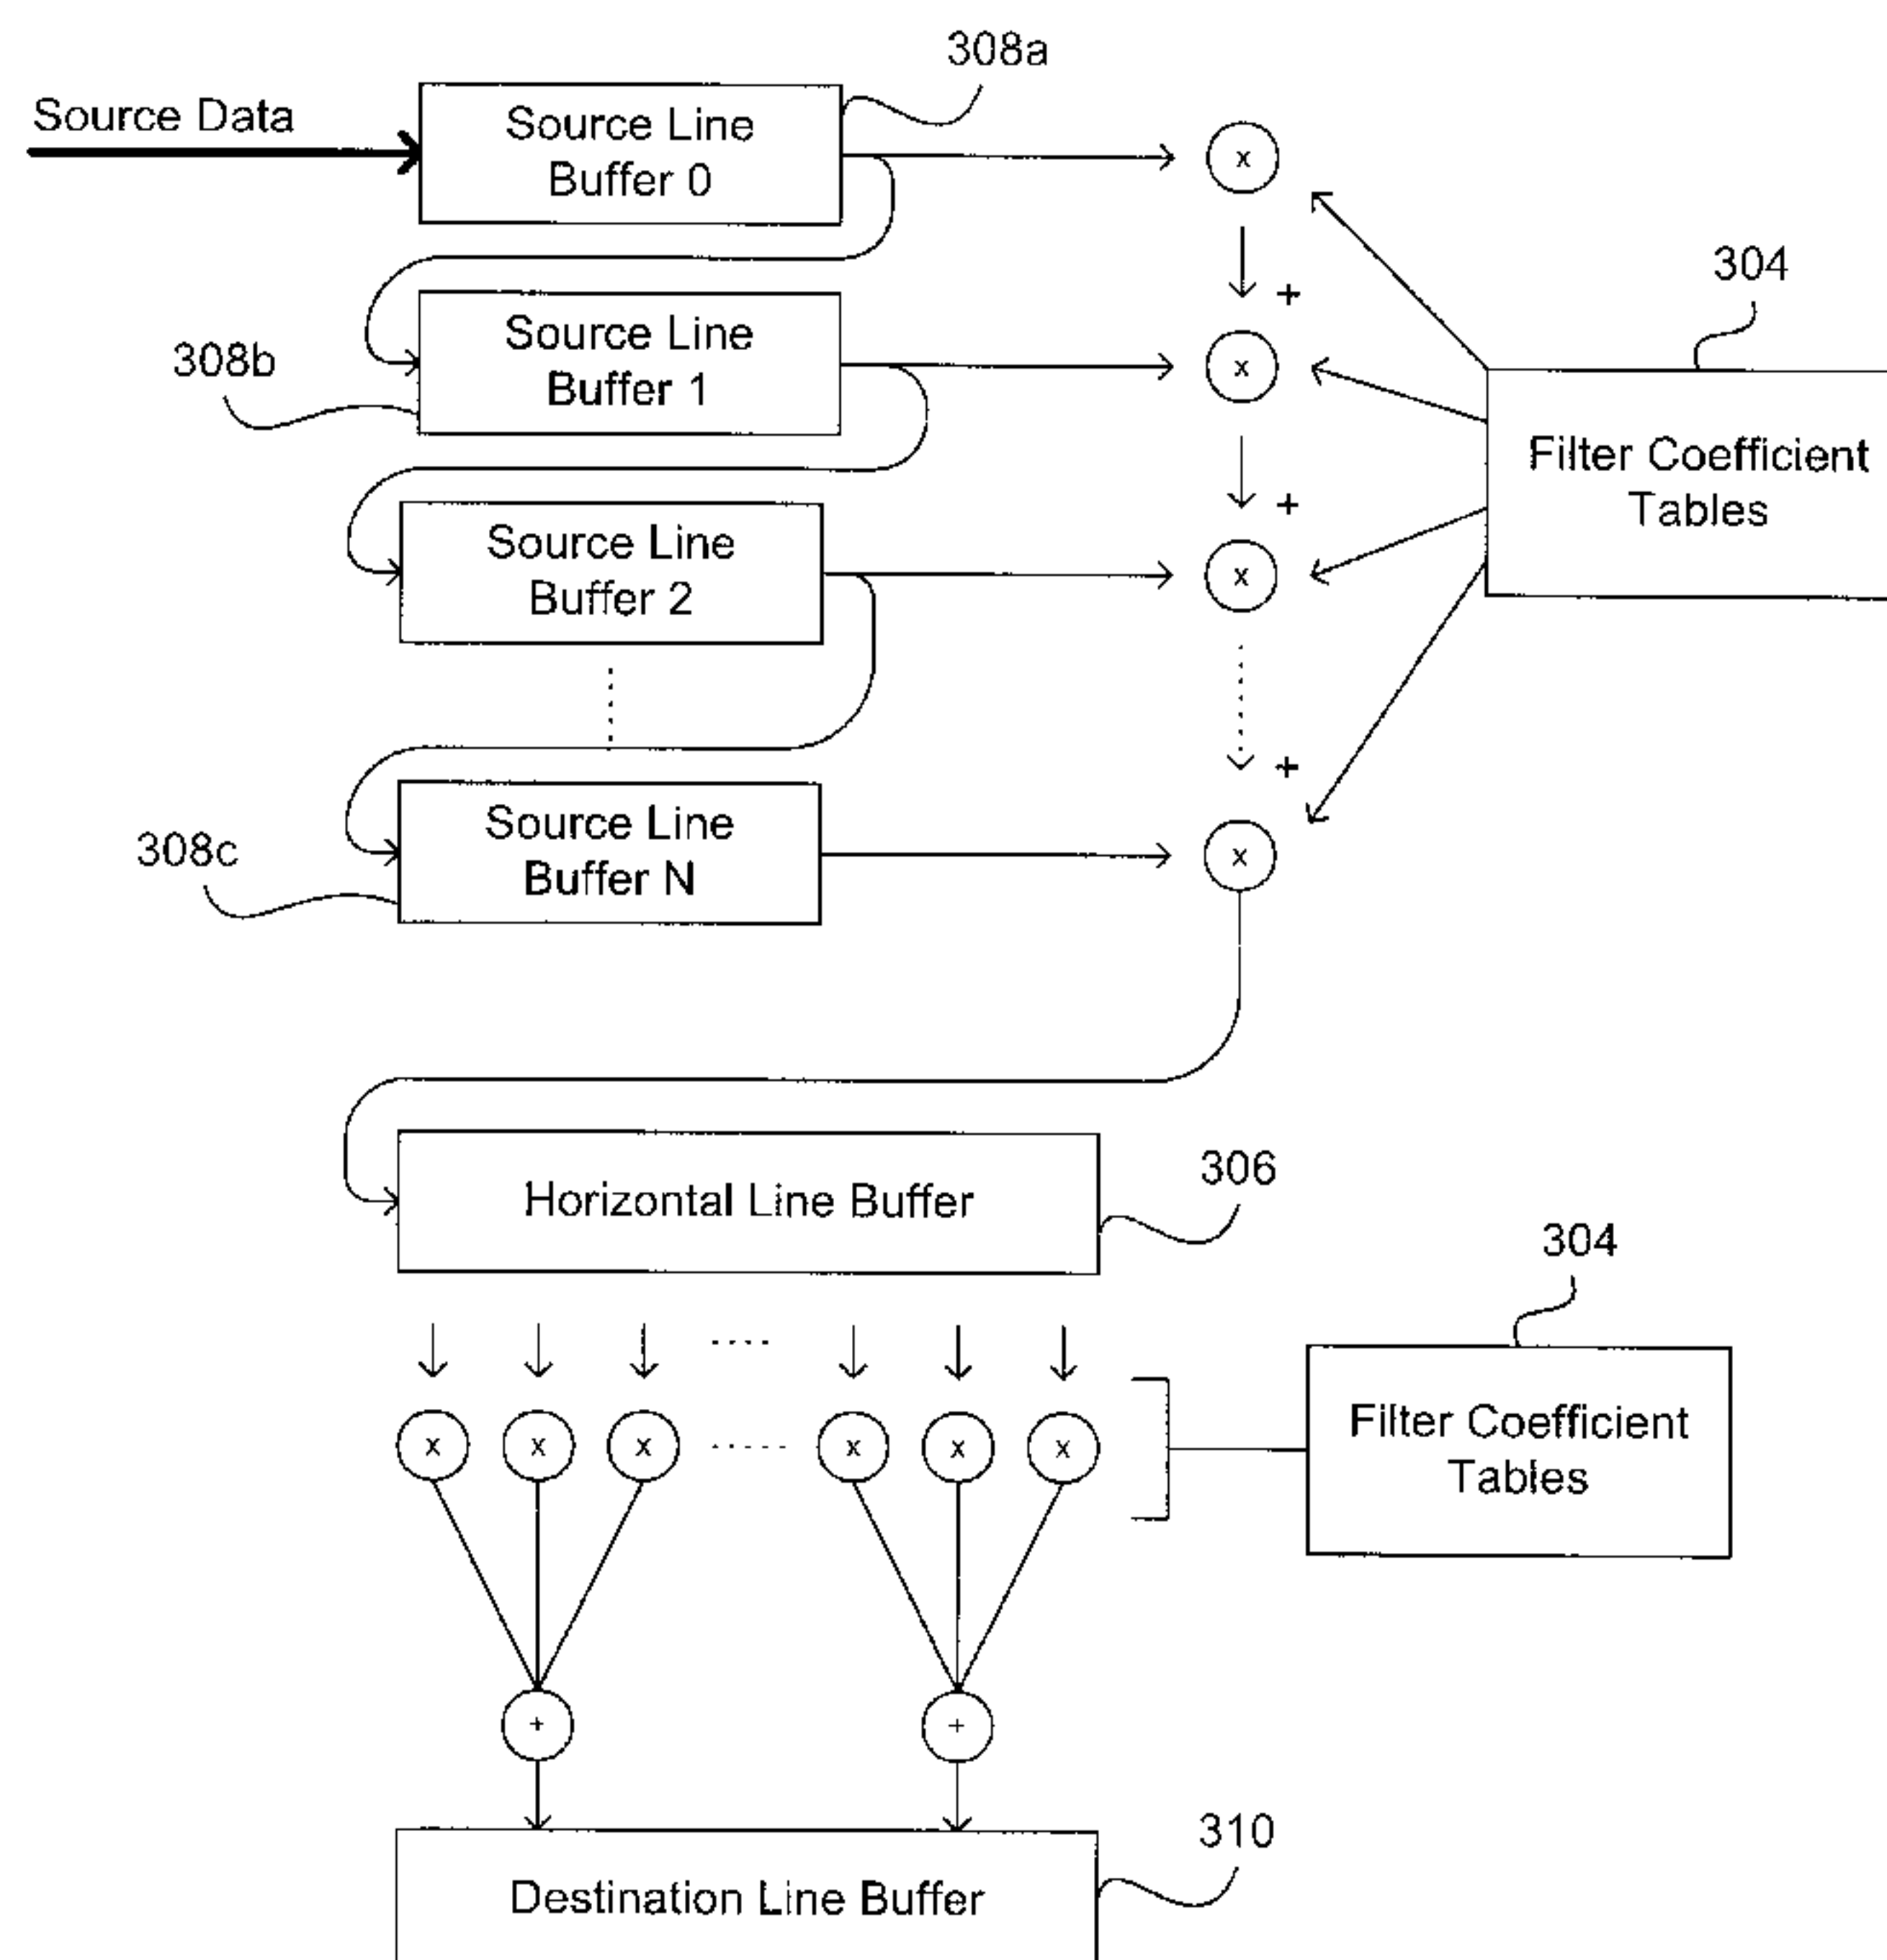 308a
Source Data
Source Line
Buffer 0
x
304
+
308b
Source Line
Buffer 1
x
Filter Coefficient
Tables
+
Source Line
Buffer 2
x
+
308c
Source Line
Buffer N
x
306
Horizontal Line Buffer
304
x x x x x x
Filter Coefficient
Tables
+ +
310
Destination Line Buffer